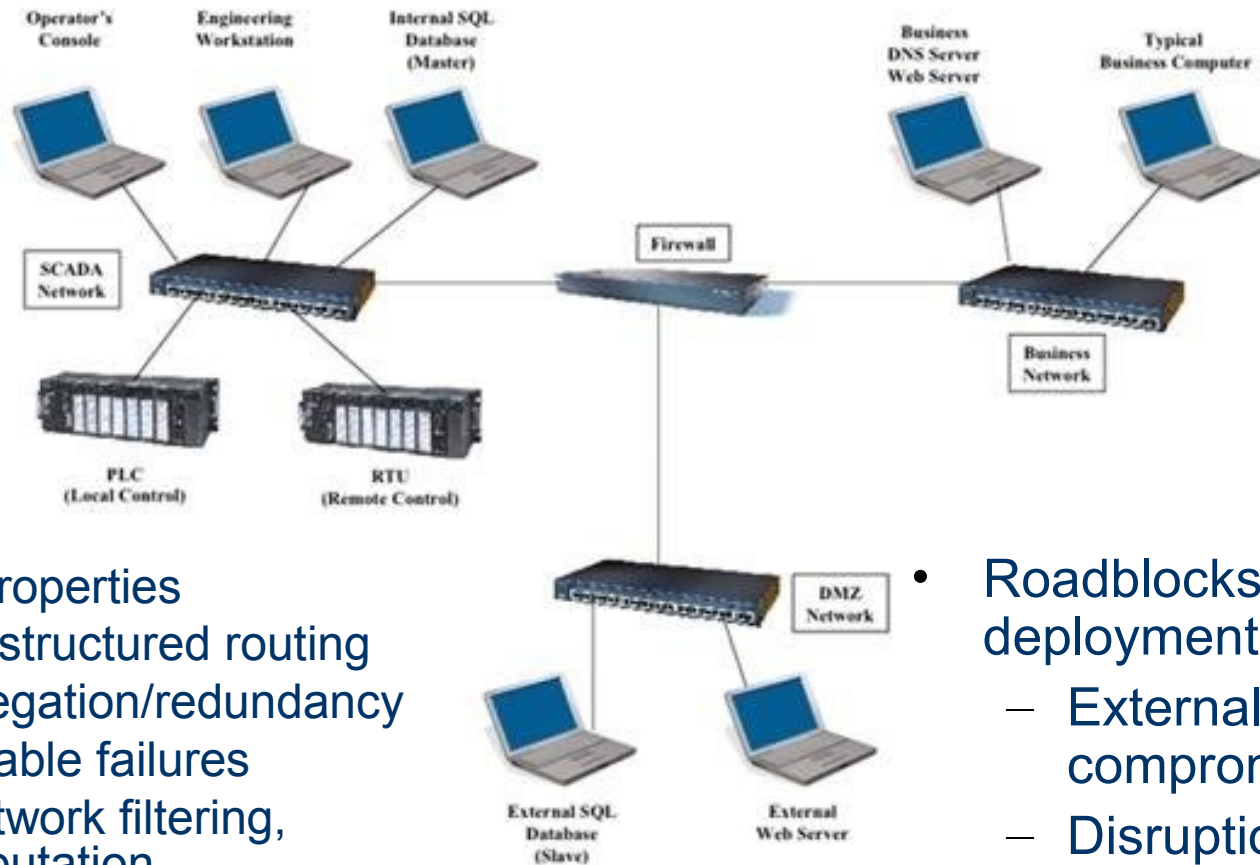 Operator's
Console
Engineering
Workstation
Internal SQL
Database
(Master)
Business
DNS Server
Web Server
Typical
Business Computer
SCADA
Network
Firewall
Business
Network
PLC
(Local Control)
RTU
(Remote Control)
DMZ
Network
External SQL
Database
(Slave)
External
Web Server
roperties
structured routing
egation/redundancy
able failures
twork filtering,
putation
• Roadblocks
deployment
– External
compror
– Disruptio